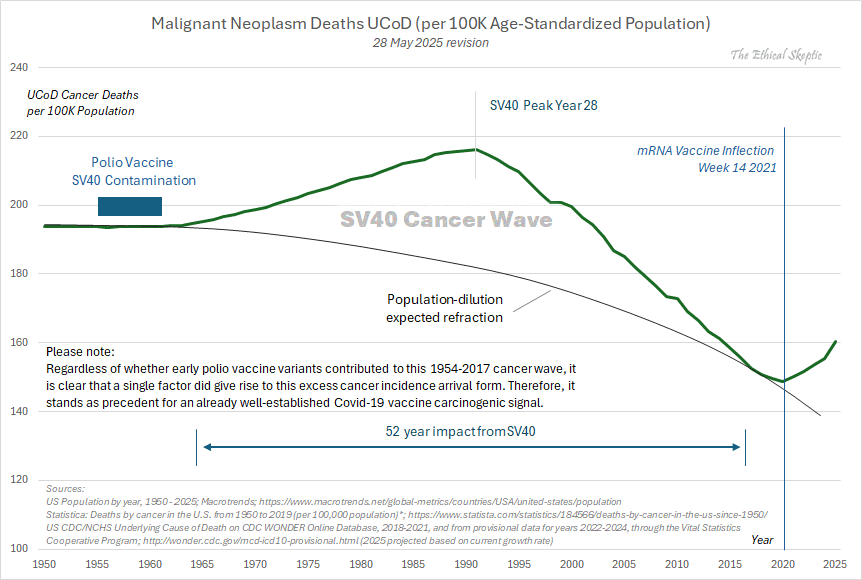 Malignant Neoplasm Deaths UCoD (per 100K Age-Standardized Population)
28 May 2025 revision
The Ethical Skeptic
240
UCoD Cancer Deaths
per 100K Population
SV40 Peak Year 28
220
mRNA Vaccine Inflection
Week 14 2021
Polio Vaccine
SV40 Contamination
200
SV40 Cancer Wave
180
Population-dilution
expected refraction
160
Please note:
Regardless of whether early polio vaccine variants contributed to this 1954-2017 cancer wave, it
is clear that a single factor did give rise to this excess cancer incidence arrival form. Therefore, it
stands as precedent for an already well-established Covid-19 vaccine carcinogenic signal.
140
52 year impact from SV40
120
Sources:
US Population by year, 1950 - 2025; Macrotrends; https://www.macrotrends.net/global-metrics/countries/USA/united-states/population
Statistica: Deaths by cancer in the U.S. from 1950 to 2019 (per 100,000 population)*; https://www.statista.com/statistics/184566/deaths-by-cancer-in-the-us-since-1950/
US CDC/NCHS Underlying Cause of Death on CDC WONDER Online Database, 2018-2021, and from provisional data for years 2022-2024, through the Vital Statistics
Cooperative Program; http://wonder.cdc.gov/mcd-icd10-provisional.html (2025 projected based on current growth rate)
Year
100
1950 1955 1960 1965 1970 1975 1980 1985 1990 1995 2000 2005 2010 2015 2020 2025